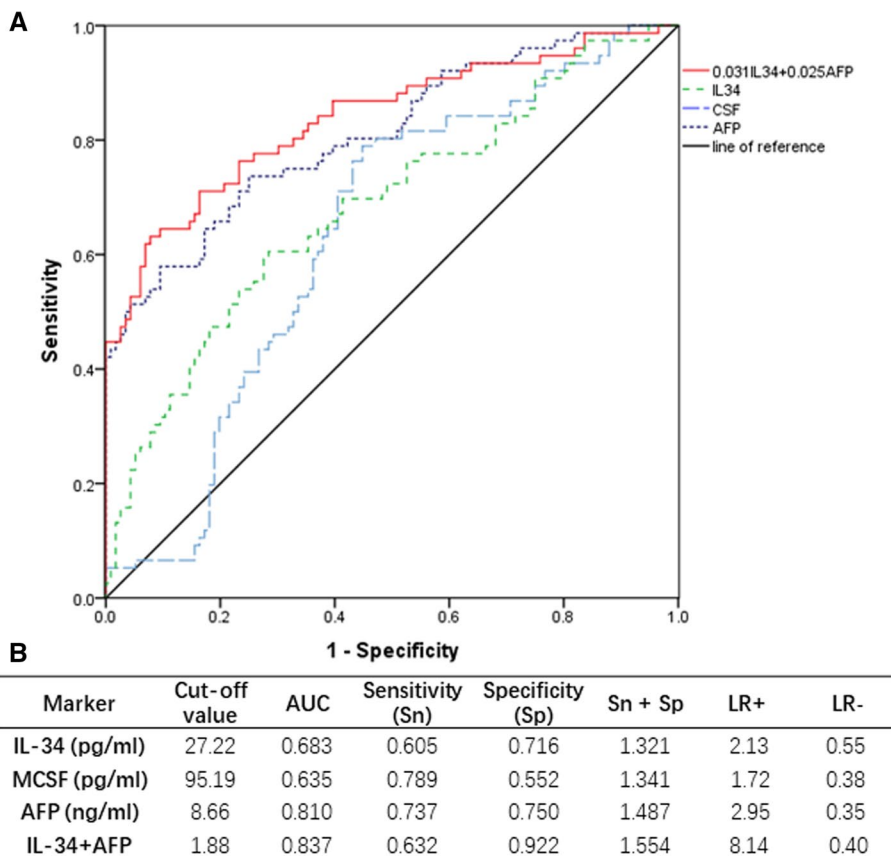 A
1.0
0.8
0.6
0.4
0.2
0.0
Sensitivity
0.0 0.2 0.4 0.6 0.8 1.0
1 - Specificity
0.031IL34+0.025AFP
IL34
CSF
AFP
line of reference
B
Marker Cut-off value AUC Sensitivity (Sn) Specificity (Sp) Sn + Sp LR+ LR-
IL-34 (pg/ml) 27.22 0.683 0.605 0.716 1.321 2.13 0.55
MCSF (pg/ml) 95.19 0.635 0.789 0.552 1.341 1.72 0.38
AFP (ng/ml) 8.66 0.810 0.737 0.750 1.487 2.95 0.35
IL-34+AFP 1.88 0.837 0.632 0.922 1.554 8.14 0.40